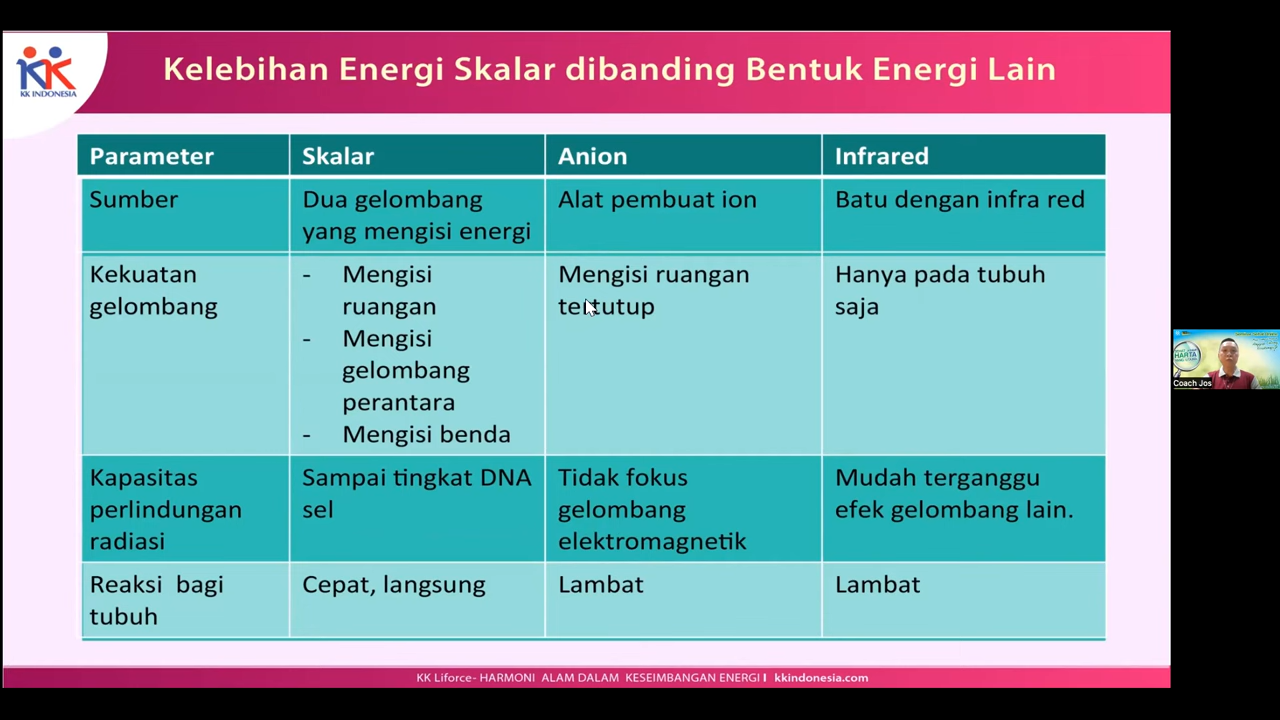 KK INDONESIA
Kelebihan Energi Skalar dibanding Bentuk Energi Lain
Parameter
Skalar
Anion
Infrared
Sumber
Dua gelombang
yang mengisi energi
Alat pembuat ion
Batu dengan infra red
Kekuatan
gelombang
- Mengisi
ruangan
- Mengisi
gelombang
perantara
- Mengisi benda
Mengisi ruangan
tertutup
Hanya pada tubuh
saja
Kapasitas
perlindungan
radiasi
Sampai tingkat DNA
sel
Tidak fokus
gelombang
elektromagnetik
Mudah terganggu
efek gelombang lain.
Reaksi bagi
tubuh
Cepat, langsung
Lambat
Lambat
KK Liforce- HARMONI ALAM DALAM KESEIMBANGAN ENERGI I kkindonesia.com
HARTA
Coach Jos